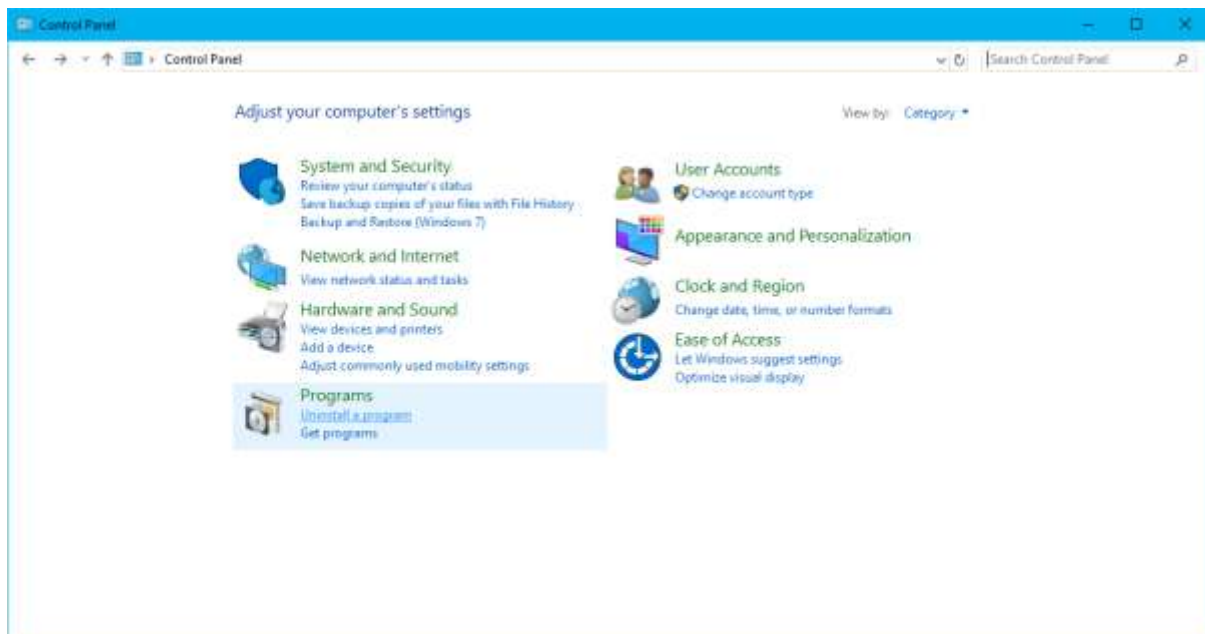 Control Panel
Control Panel
Search Control Panel
Adjust your computer's settings
View by: Category
System and Security
Review your computer's status
Save backup copies of your files with File History
Backup and Restore (Windows 7)
Network and Internet
View network status and tasks
Hardware and Sound
View devices and printers
Add a device
Adjust commonly used mobility settings
Programs
Uninstall a program
Get programs
User Accounts
Change account type
Appearance and Personalization
Clock and Region
Change date, time, or number formats
Ease of Access
Let Windows suggest settings
Optimize visual display